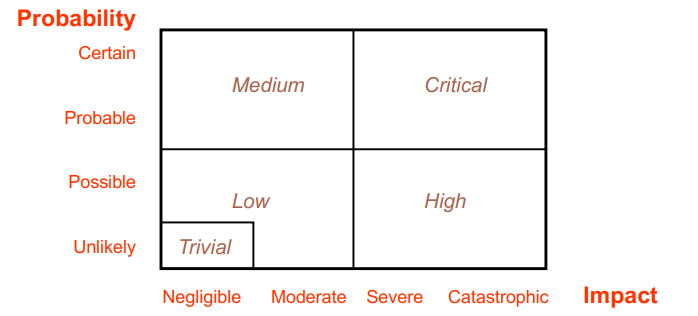 Probability
Certain
Medium
Critical
Probable
Possible
Low
High
Unlikely
Trivial
Negligible Moderate Severe Catastrophic Impact